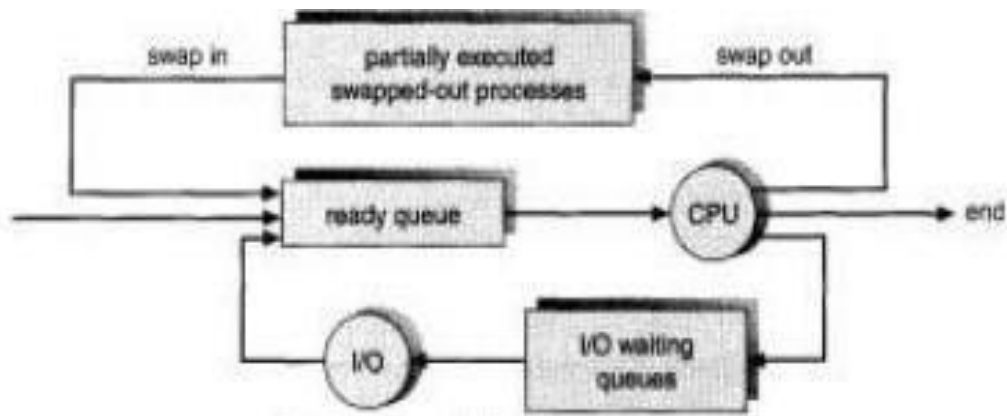 swap in
partially executed
swapped-out processes
swap out
ready queue
CPU
end
I/O
I/O waiting
queues